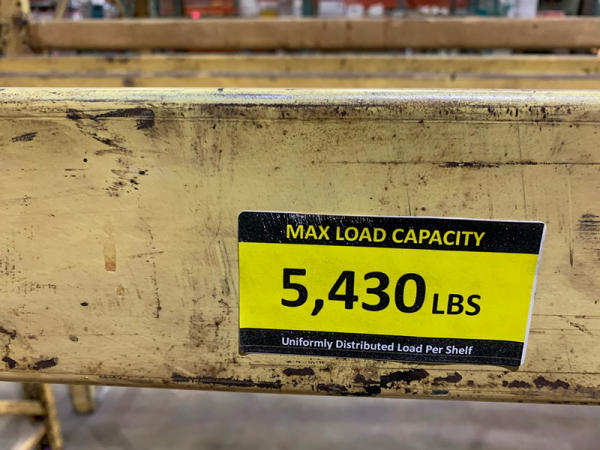 MAX LOAD CAPACITY
5,430 LBS
Uniformly Distributed Load Per Shelf